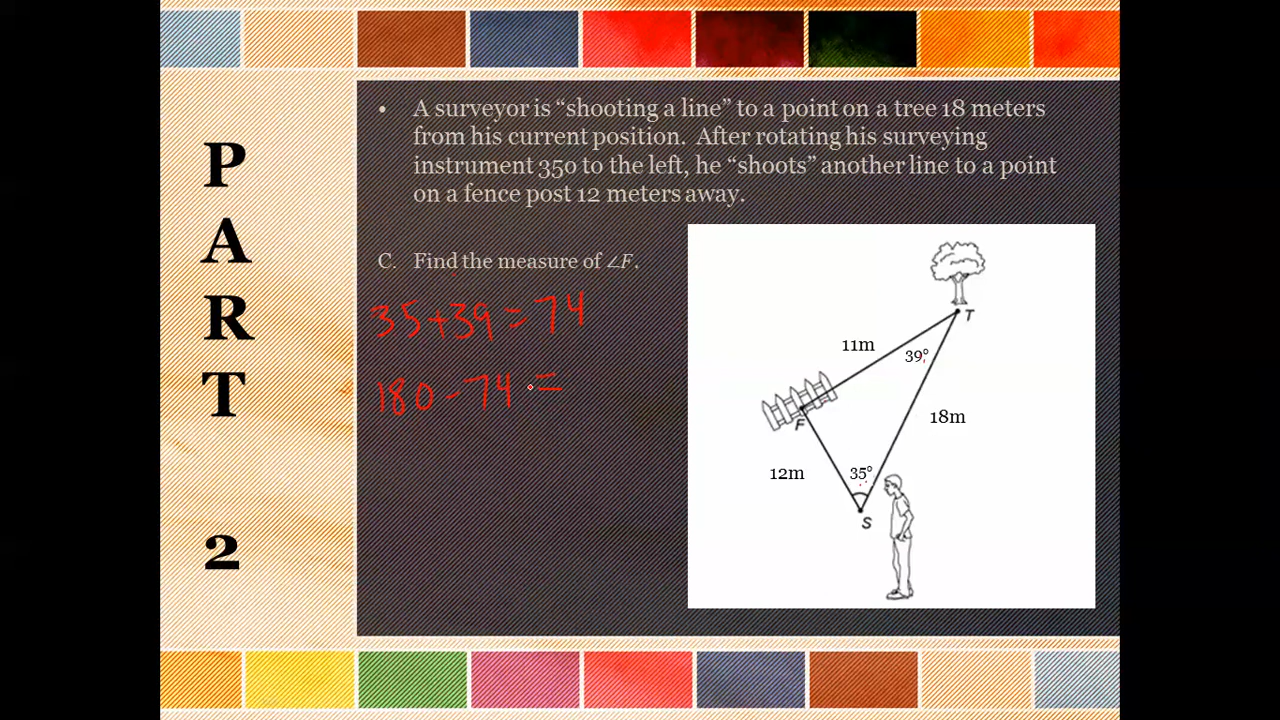 PART 2
• A surveyor is “shooting a line” to a point on a tree 18 meters
from his current position. After rotating his surveying
instrument 35o to the left, he “shoots” another line to a point
on a fence post 12 meters away.
C. Find the measure of ∠F.
35+39=74
180-74=
T
11m
39°
18m
F
12m
35°
S